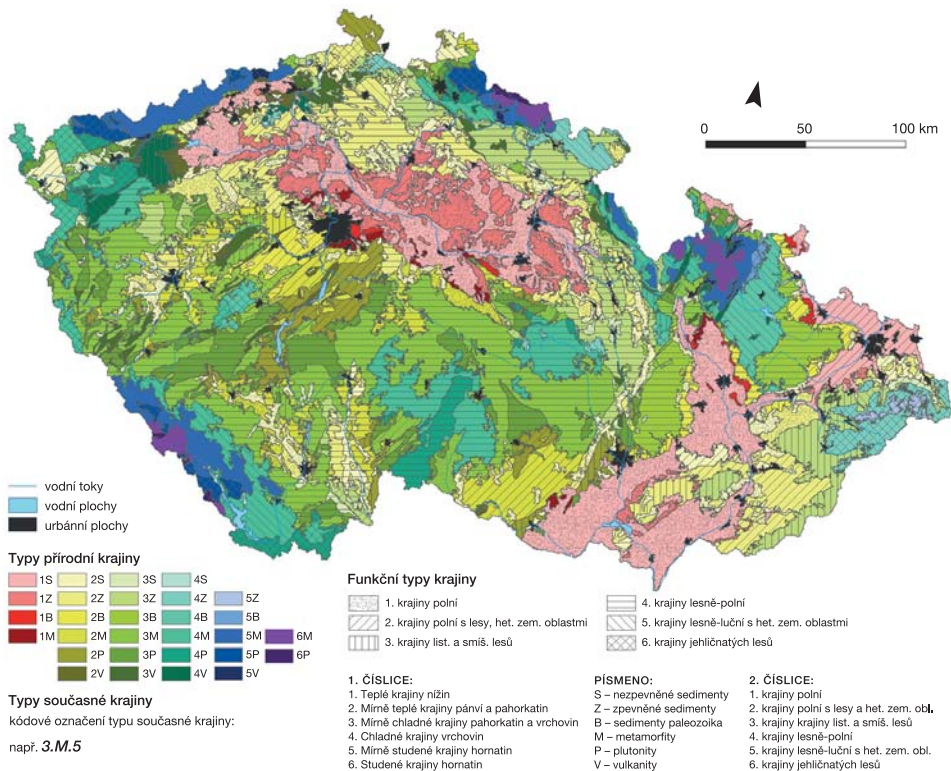 0 50 100 km
vodní toky
vodní plochy
urbánní plochy
Typy přírodní krajiny
1S 2S 3S 4S
1Z 2Z 3Z 4Z 5Z
1B 2B 3B 4B 5B
1M 2M 3M 4M 5M 6M
2P 3P 4P 5P 6P
2V 3V 4V 5V
Typy současné krajiny
kódové označení typu současné krajiny:
např. 3.M.5
Funkční typy krajiny
1. krajiny polní
2. krajiny polní s lesy, het. zem. oblastmi
3. krajiny list. a smíš. lesů
4. krajiny lesně-polní
5. krajiny lesně-luční s het. zem. oblastmi
6. krajiny jehličnatých lesů
1. ČÍSLICE:
1. Teplé krajiny nížin
2. Mírně teplé krajiny pánví a pahorkatin
3. Mírně chladné krajiny pahorkatin a vrchovin
4. Chladné krajiny vrchovin
5. Mírně studené krajiny hornatin
6. Studené krajiny hornatin
PÍSMENO:
S – nezpevněné sedimenty
Z – zpevněné sedimenty
B – sedimenty paleozoika
M – metamorfity
P – plutonity
V – vulkanity
2. ČÍSLICE:
1. krajiny polní
2. krajiny polní s lesy a het. zem. obl.
3. krajiny krajiny list. a smíš. lesů
4. krajiny lesně-polní
5. krajiny lesně-luční s het. zem. obl.
6. krajiny jehličnatých lesů